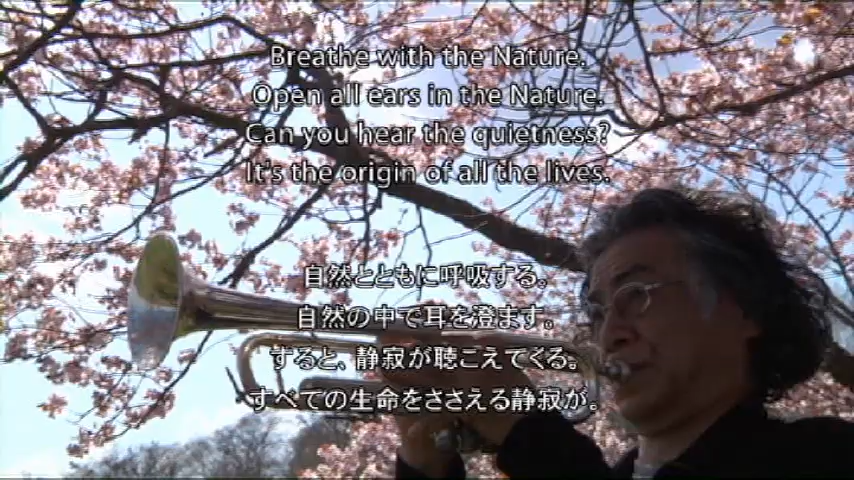 Breathe with the Nature.
Open all ears in the Nature.
Can you hear the quietness?
It's the origin of all the lives.
自然とともに呼吸する。
自然の中で耳を澄ます。
すると、静寂が聴こえてくる。
すべての生命をささえる静寂が。